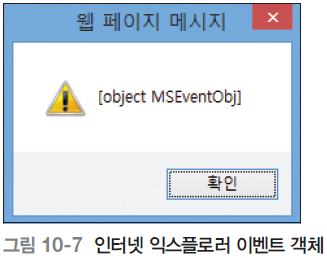 웹 페이지 메시지
[object MSEventObj]
확인
그림 10-7 인터넷 익스플로러 이벤트 객체